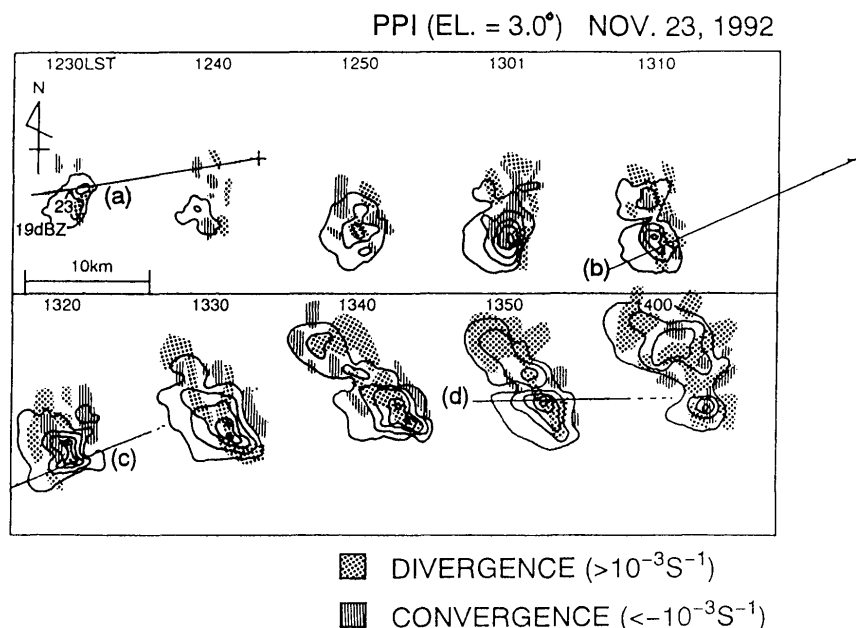 PPI (EL. = 3.0°) NOV. 23, 1992
1230LST 1240 1250 1301 1310
N
(a)
23
19dBZ
(b)
10km
1320 1330 1340 1350 1400
(d)
(c)
DIVERGENCE (>10⁻³S⁻¹)
CONVERGENCE (<−10⁻³S⁻¹)